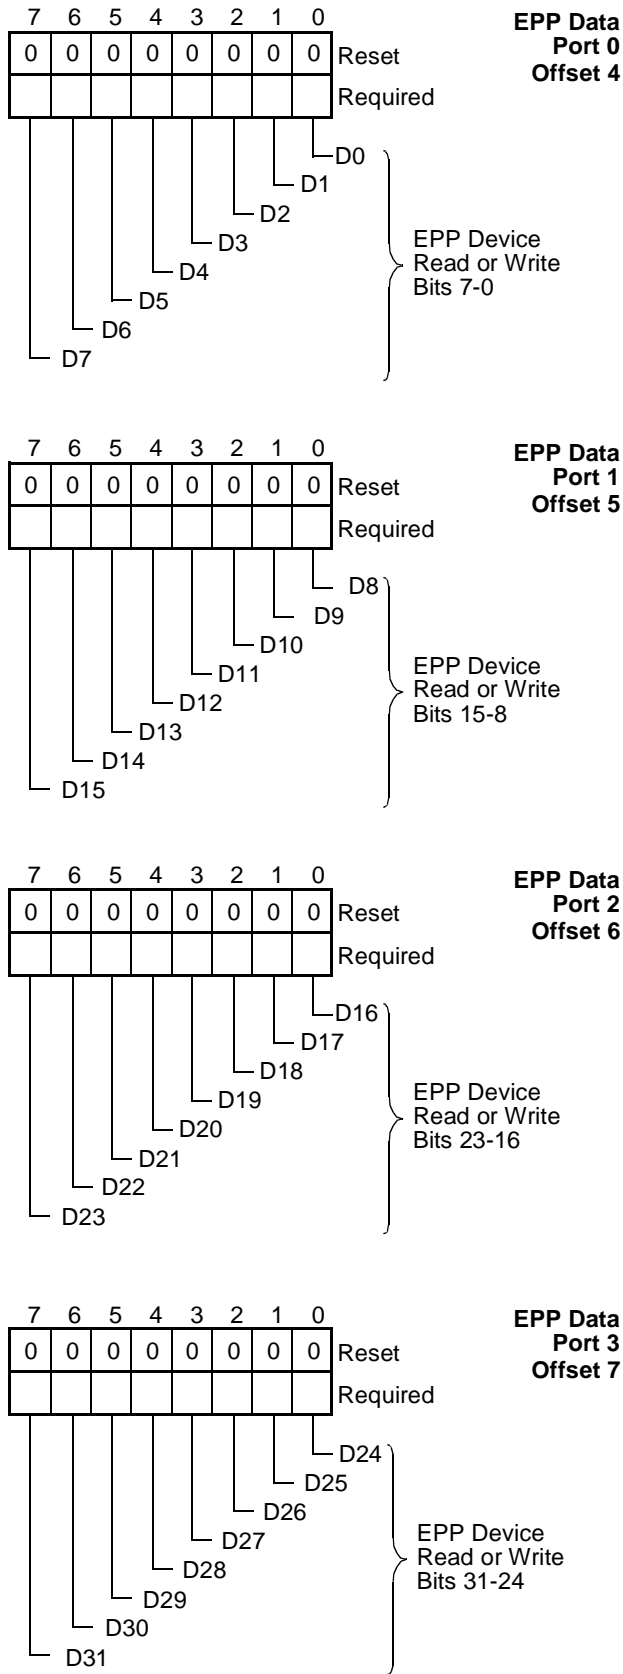 7 6 5 4 3 2 1 0
EPP Data
Port 0
Offset 4
0 0 0 0 0 0 0 0 Reset
Required
D0
D1
D2
D3
D4
D5
D6
D7
EPP Device
Read or Write
Bits 7-0
7 6 5 4 3 2 1 0
EPP Data
Port 1
Offset 5
0 0 0 0 0 0 0 0 Reset
Required
D8
D9
D10
D11
D12
D13
D14
D15
EPP Device
Read or Write
Bits 15-8
7 6 5 4 3 2 1 0
EPP Data
Port 2
Offset 6
0 0 0 0 0 0 0 0 Reset
Required
D16
D17
D18
D19
D20
D21
D22
D23
EPP Device
Read or Write
Bits 23-16
7 6 5 4 3 2 1 0
EPP Data
Port 3
Offset 7
0 0 0 0 0 0 0 0 Reset
Required
D24
D25
D26
D27
D28
D29
D30
D31
EPP Device
Read or Write
Bits 31-24